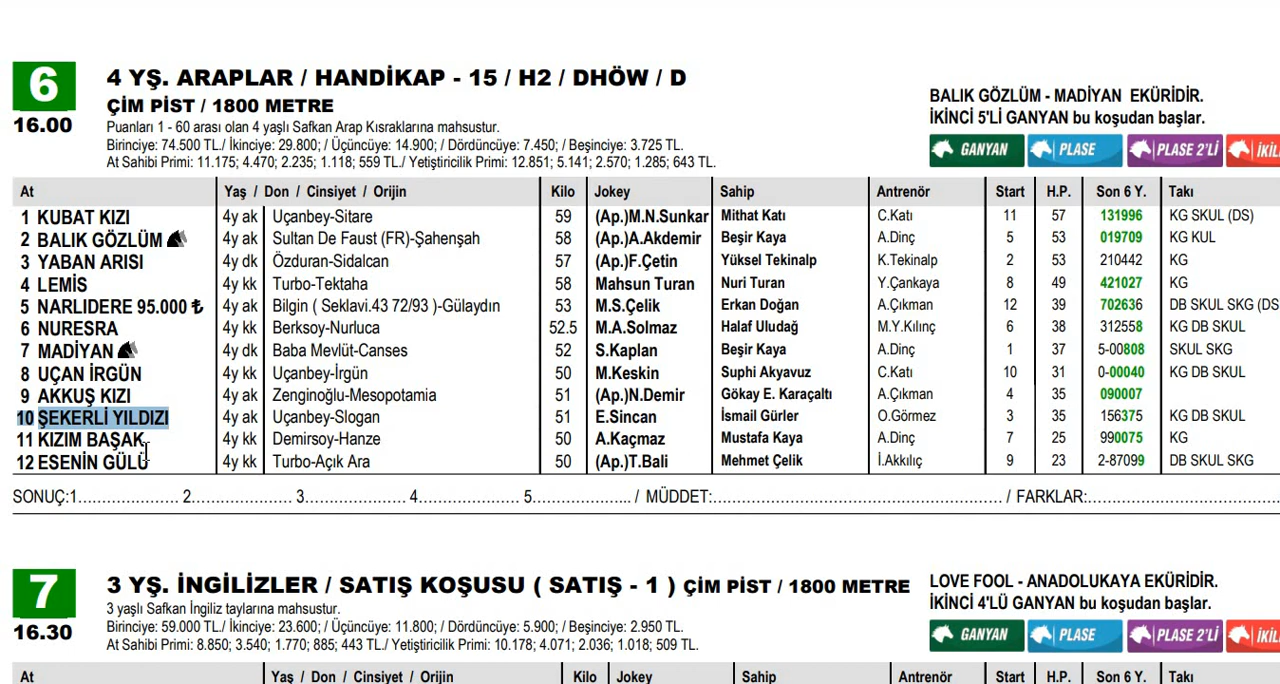 6 4 YŞ. ARAPLAR / HANDİKAP - 15 / H2 / DHÖW / D
16.00 ÇİM PİST / 1800 METRE
Puanları 1 - 60 arası olan 4 yaşlı Safkan Arap Kısraklarına mahsustur.
Birinciye: 74.500 TL./ İkinciye: 29.800; / Üçüncüye: 14.900; / Dördüncüye: 7.450; / Beşinciye: 3.725 TL.
At Sahibi Primi: 11.175; 4.470; 2.235; 1.118; 559 TL./ Yetiştiricilik Primi: 12.851; 5.141; 2.570; 1.285; 643 TL.
BALIK GÖZLÜM - MADİYAN EKÜRİDİR.
İKİNCİ 5'Lİ GANYAN bu koşudan başlar.
GANYAN PLASE PLASE 2'Lİ İKİL
At Yaş / Don / Cinsiyet / Orijin Kilo Jokey Sahip Antrenör Start H.P. Son 6 Y. Takı
1 KUBAT KIZI 4y ak Uçanbey-Sitare 59 (Ap.)M.N.Sunkar Mithat Katı C.Katı 11 57 131996 KG SKUL (DS)
2 BALIK GÖZLÜM 4y ak Sultan De Faust (FR)-Şahenşah 58 (Ap.)A.Akdemir Beşir Kaya A.Dinç 5 53 019709 KG KUL
3 YABAN ARISI 4y dk Özduran-Sidalcan 57 (Ap.)F.Çetin Yüksel Tekinalp K.Tekinalp 2 53 210442 KG
4 LEMİS 4y kk Turbo-Tektaha 58 Mahsun Turan Nuri Turan Y.Çankaya 8 49 421027 KG
5 NARLIDERE 95.000 ₺ 4y ak Bilgin ( Seklavi.43 72/93 )-Gülaydın 53 M.S.Çelik Erkan Doğan A.Çıkman 12 39 702636 DB SKUL SKG (DS
6 NURESRA 4y kk Berksoy-Nurluca 52.5 M.A.Solmaz Halaf Uludağ M.Y.Kılınç 6 38 312558 KG DB SKUL
7 MADİYAN 4y dk Baba Mevlüt-Canses 52 S.Kaplan Beşir Kaya A.Dinç 1 37 5-00808 SKUL SKG
8 UÇAN İRGÜN 4y kk Uçanbey-İrgün 50 M.Keskin Suphi Akyavuz C.Katı 10 31 0-00040 KG DB SKUL
9 AKKUŞ KIZI 4y ak Zenginoğlu-Mesopotamia 51 (Ap.)N.Demir Gökay E. Karaçaltı A.Çıkman 4 35 090007
10 ŞEKERLİ YILDIZI 4y ak Uçanbey-Slogan 51 E.Sincan İsmail Gürler O.Görmez 3 35 156375 KG DB SKUL
11 KIZIM BAŞAK 4y kk Demirsoy-Hanze 50 A.Kaçmaz Mustafa Kaya A.Dinç 7 25 990075 KG
12 ESENİN GÜLÜ 4y kk Turbo-Açık Ara 50 (Ap.)T.Bali Mehmet Çelik İ.Akkılıç 9 23 2-87099 DB SKUL SKG
SONUÇ:1..................... 2..................... 3..................... 4..................... 5..................... / MÜDDET:............................................................ / FARKLAR:........................................
7 3 YŞ. İNGİLİZLER / SATIŞ KOŞUSU ( SATIŞ - 1 ) ÇİM PİST / 1800 METRE
16.30 3 yaşlı Safkan İngiliz taylarına mahsustur.
Birinciye: 59.000 TL./ İkinciye: 23.600; / Üçüncüye: 11.800; / Dördüncüye: 5.900; / Beşinciye: 2.950 TL.
At Sahibi Primi: 8.850; 3.540; 1.770; 885; 443 TL./ Yetiştiricilik Primi: 10.178; 4.071; 2.036; 1.018; 509 TL.
LOVE FOOL - ANADOLUKAYA EKÜRİDİR.
İKİNCİ 4'LÜ GANYAN bu koşudan başlar.
GANYAN PLASE PLASE 2'Lİ İKİL
At Yaş / Don / Cinsiyet / Orijin Kilo Jokey Sahip Antrenör Start H.P. Son 6 Y. Takı